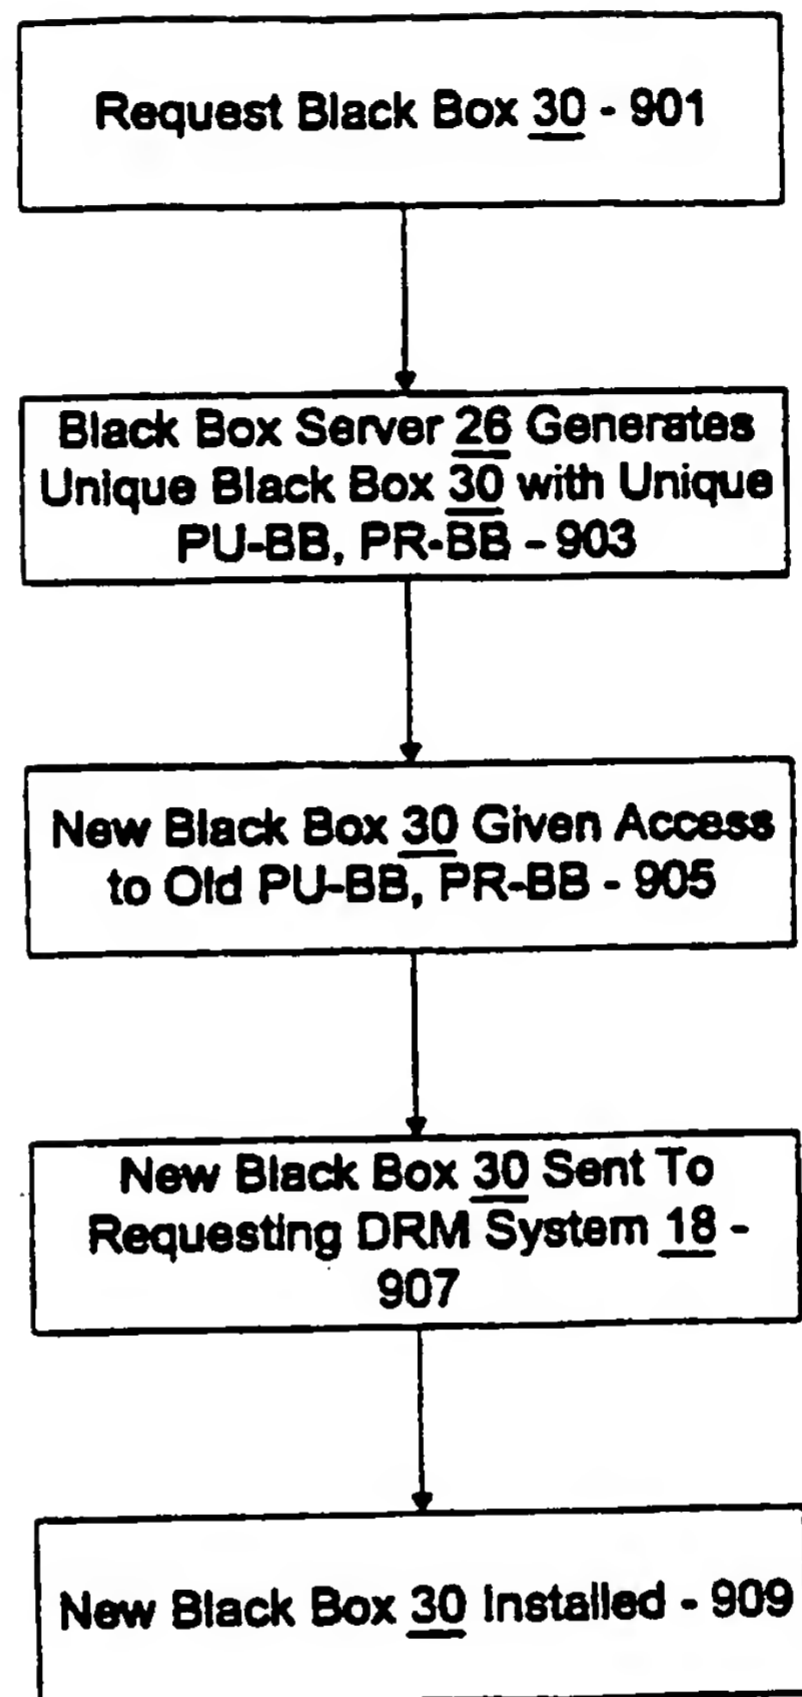 Request Black Box 30 - 901
Black Box Server 26 Generates
Unique Black Box 30 with Unique
PU-BB, PR-BB - 903
New Black Box 30 Given Access
to Old PU-BB, PR-BB - 905
New Black Box 30 Sent To
Requesting DRM System 18 -
907
New Black Box 30 Installed - 909